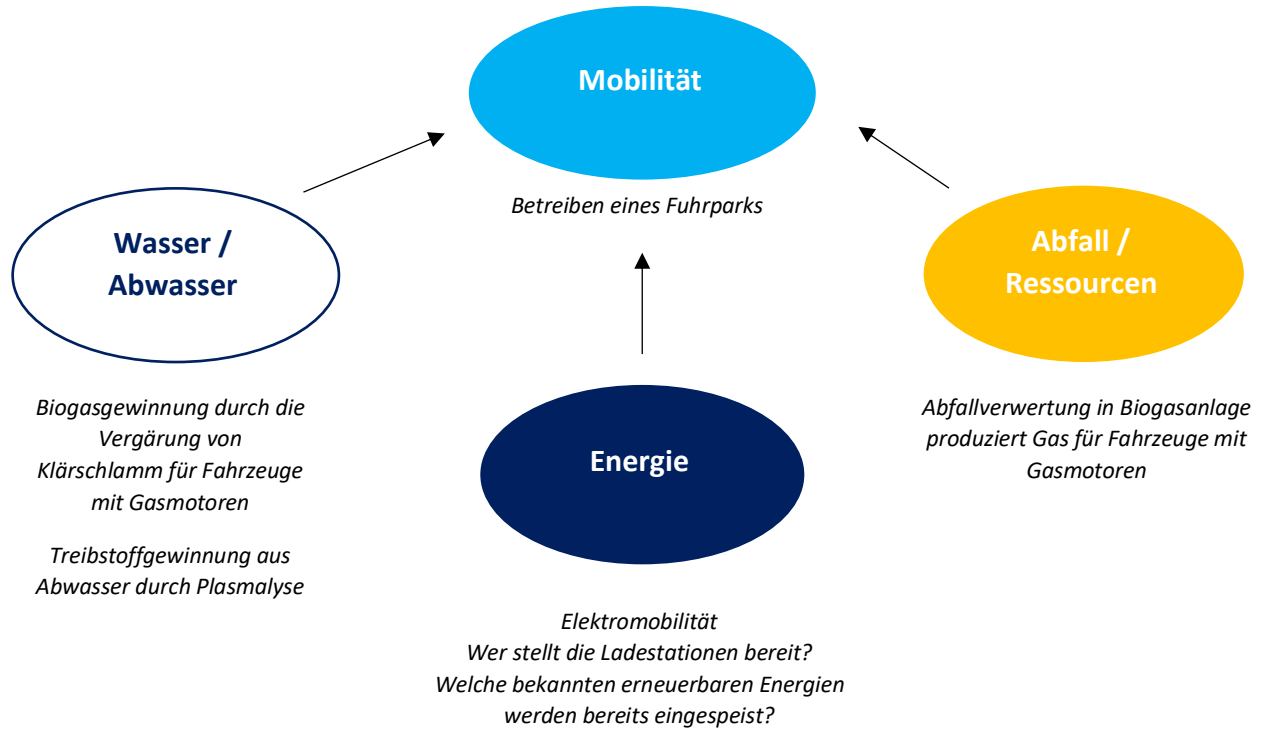 Mobilität
Betreiben eines Fuhrparks
Wasser /
Abwasser
Biogasgewinnung durch die
Vergärung von
Klärschlamm für Fahrzeuge
mit Gasmotoren
Treibstoffgewinnung aus
Abwasser durch Plasmalyse
Energie
Elektromobilität
Wer stellt die Ladestationen bereit?
Welche bekannten erneuerbaren Energien
werden bereits eingespeist?
Abfall /
Ressourcen
Abfallverwertung in Biogasanlage
produziert Gas für Fahrzeuge mit
Gasmotoren